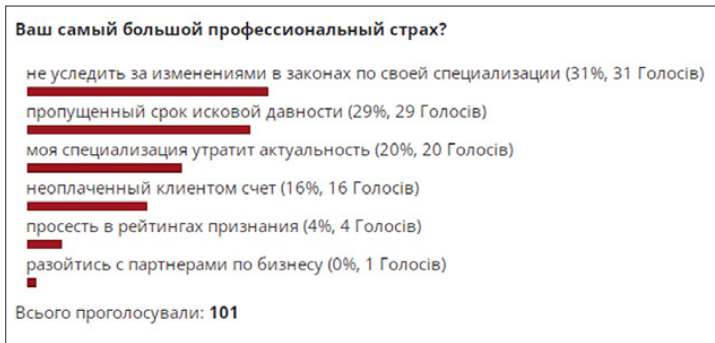 Ваш самый большой профессиональный страх?
не уследить за изменениями в законах по своей специализации (31%, 31 Голосів)
пропущенный срок исковой давности (29%, 29 Голосів)
моя специализация утратит актуальность (20%, 20 Голосів)
неоплаченный клиентом счет (16%, 16 Голосів)
просесть в рейтингах признания (4%, 4 Голосів)
разойтись с партнерами по бизнесу (0%, 1 Голосів)
Всього проголосували: 101